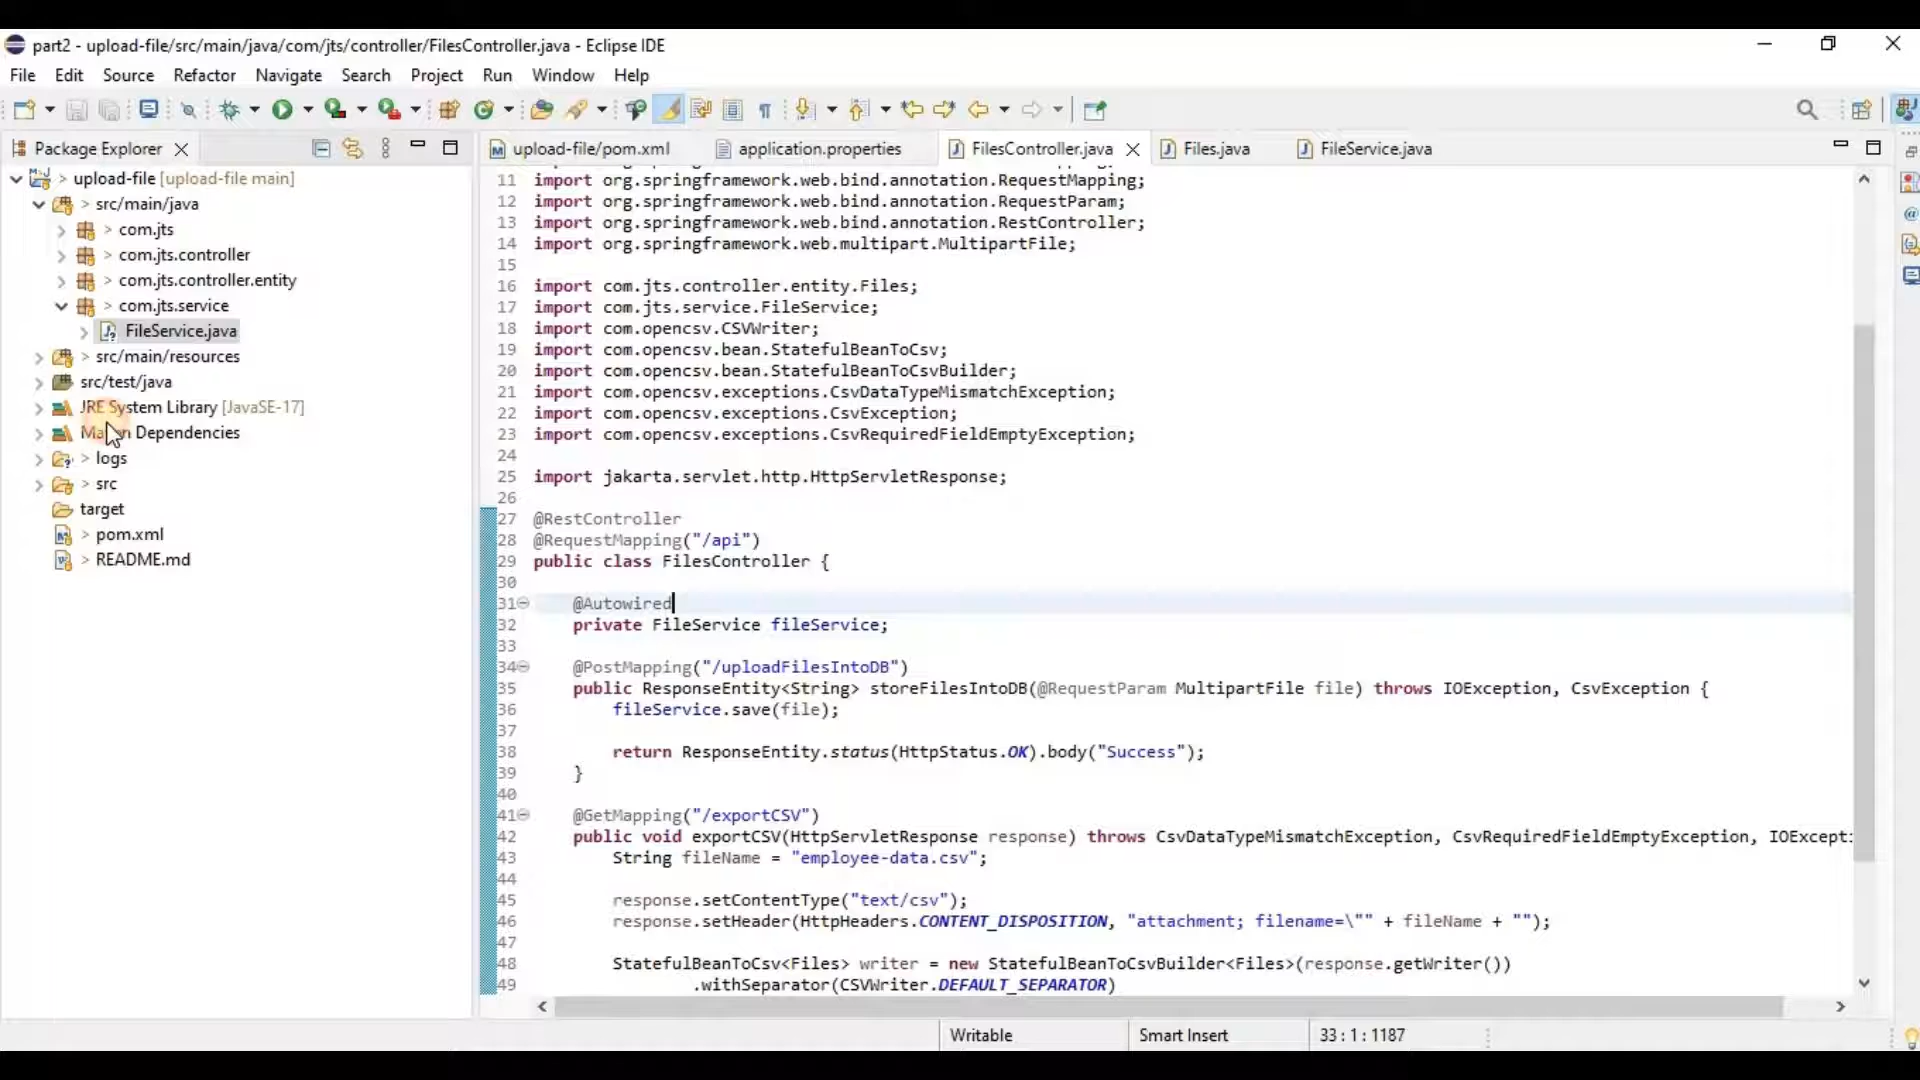 part2 - upload-file/src/main/java/com/jts/controller/FilesController.java - Eclipse IDE
File Edit Source Refactor Navigate Search Project Run Window Help
Package Explorer
upload-file/pom.xml application.properties FilesController.java Files.java FileService.java
> upload-file [upload-file main]
> src/main/java
> com.jts
> com.jts.controller
> com.jts.controller.entity
> com.jts.service
FileService.java
> src/main/resources
src/test/java
JRE System Library [JavaSE-17]
Dependencies
> logs
> src
target
> pom.xml
> README.md
11 import org.springframework.web.bind.annotation.RequestMapping;
12 import org.springframework.web.bind.annotation.RequestParam;
13 import org.springframework.web.bind.annotation.RestController;
14 import org.springframework.web.multipart.MultipartFile;
15
16 import com.jts.controller.entity.Files;
17 import com.jts.service.FileService;
18 import com.opencsv.CSVWriter;
19 import com.opencsv.bean.StatefulBeanToCsv;
20 import com.opencsv.bean.StatefulBeanToCsvBuilder;
21 import com.opencsv.exceptions.CsvDataTypeMismatchException;
22 import com.opencsv.exceptions.CsvException;
23 import com.opencsv.exceptions.CsvRequiredFieldEmptyException;
24
25 import jakarta.servlet.http.HttpServletResponse;
26
27 @RestController
28 @RequestMapping("/api")
29 public class FilesController {
30
31 @Autowired
32 private FileService fileService;
33
34 @PostMapping("/uploadFilesIntoDB")
35 public ResponseEntity<String> storeFilesIntoDB(@RequestParam MultipartFile file) throws IOException, CsvException {
36 fileService.save(file);
37
38 return ResponseEntity.status(HttpStatus.OK).body("Success");
39 }
40
41 @GetMapping("/exportCSV")
42 public void exportCSV(HttpServletResponse response) throws CsvDataTypeMismatchException, CsvRequiredFieldEmptyException, IOExcepti
43 String fileName = "employee-data.csv";
44
45 response.setContentType("text/csv");
46 response.setHeader(HttpHeaders.CONTENT_DISPOSITION, "attachment; filename=\"" + fileName + "");
47
48 StatefulBeanToCsv<Files> writer = new StatefulBeanToCsvBuilder<Files>(response.getWriter())
49 .withSeparator(CSVWriter.DEFAULT_SEPARATOR)
Writable Smart Insert 33 : 1 : 1187